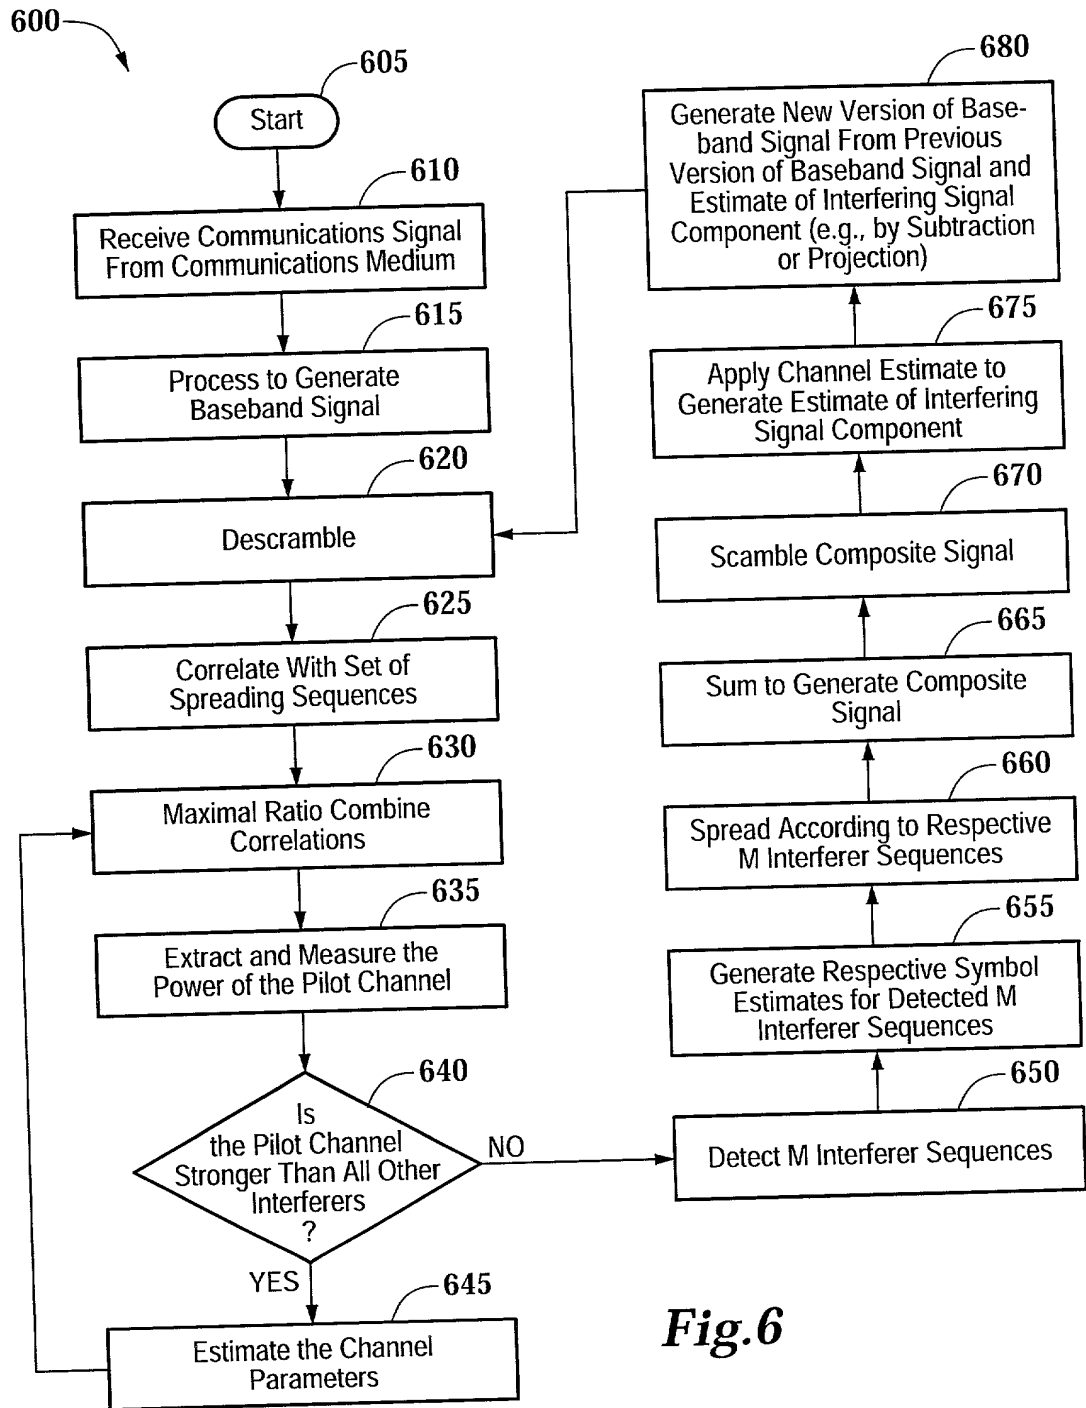 600
605
Start
610
Receive Communications Signal
From Communications Medium
615
Process to Generate
Baseband Signal
620
Descramble
625
Correlate With Set of
Spreading Sequences
630
Maximal Ratio Combine
Correlations
635
Extract and Measure the
Power of the Pilot Channel
640
Is
the Pilot Channel
Stronger Than All Other
Interferers
?
NO
YES
645
Estimate the Channel
Parameters
650
Detect M Interferer Sequences
655
Generate Respective Symbol
Estimates for Detected M
Interferer Sequences
660
Spread According to Respective
M Interferer Sequences
665
Sum to Generate Composite
Signal
670
Scamble Composite Signal
675
Apply Channel Estimate to
Generate Estimate of Interfering
Signal Component
680
Generate New Version of Base-
band Signal From Previous
Version of Baseband Signal and
Estimate of Interfering Signal
Component (e.g., by Subtraction
or Projection)
Fig.6